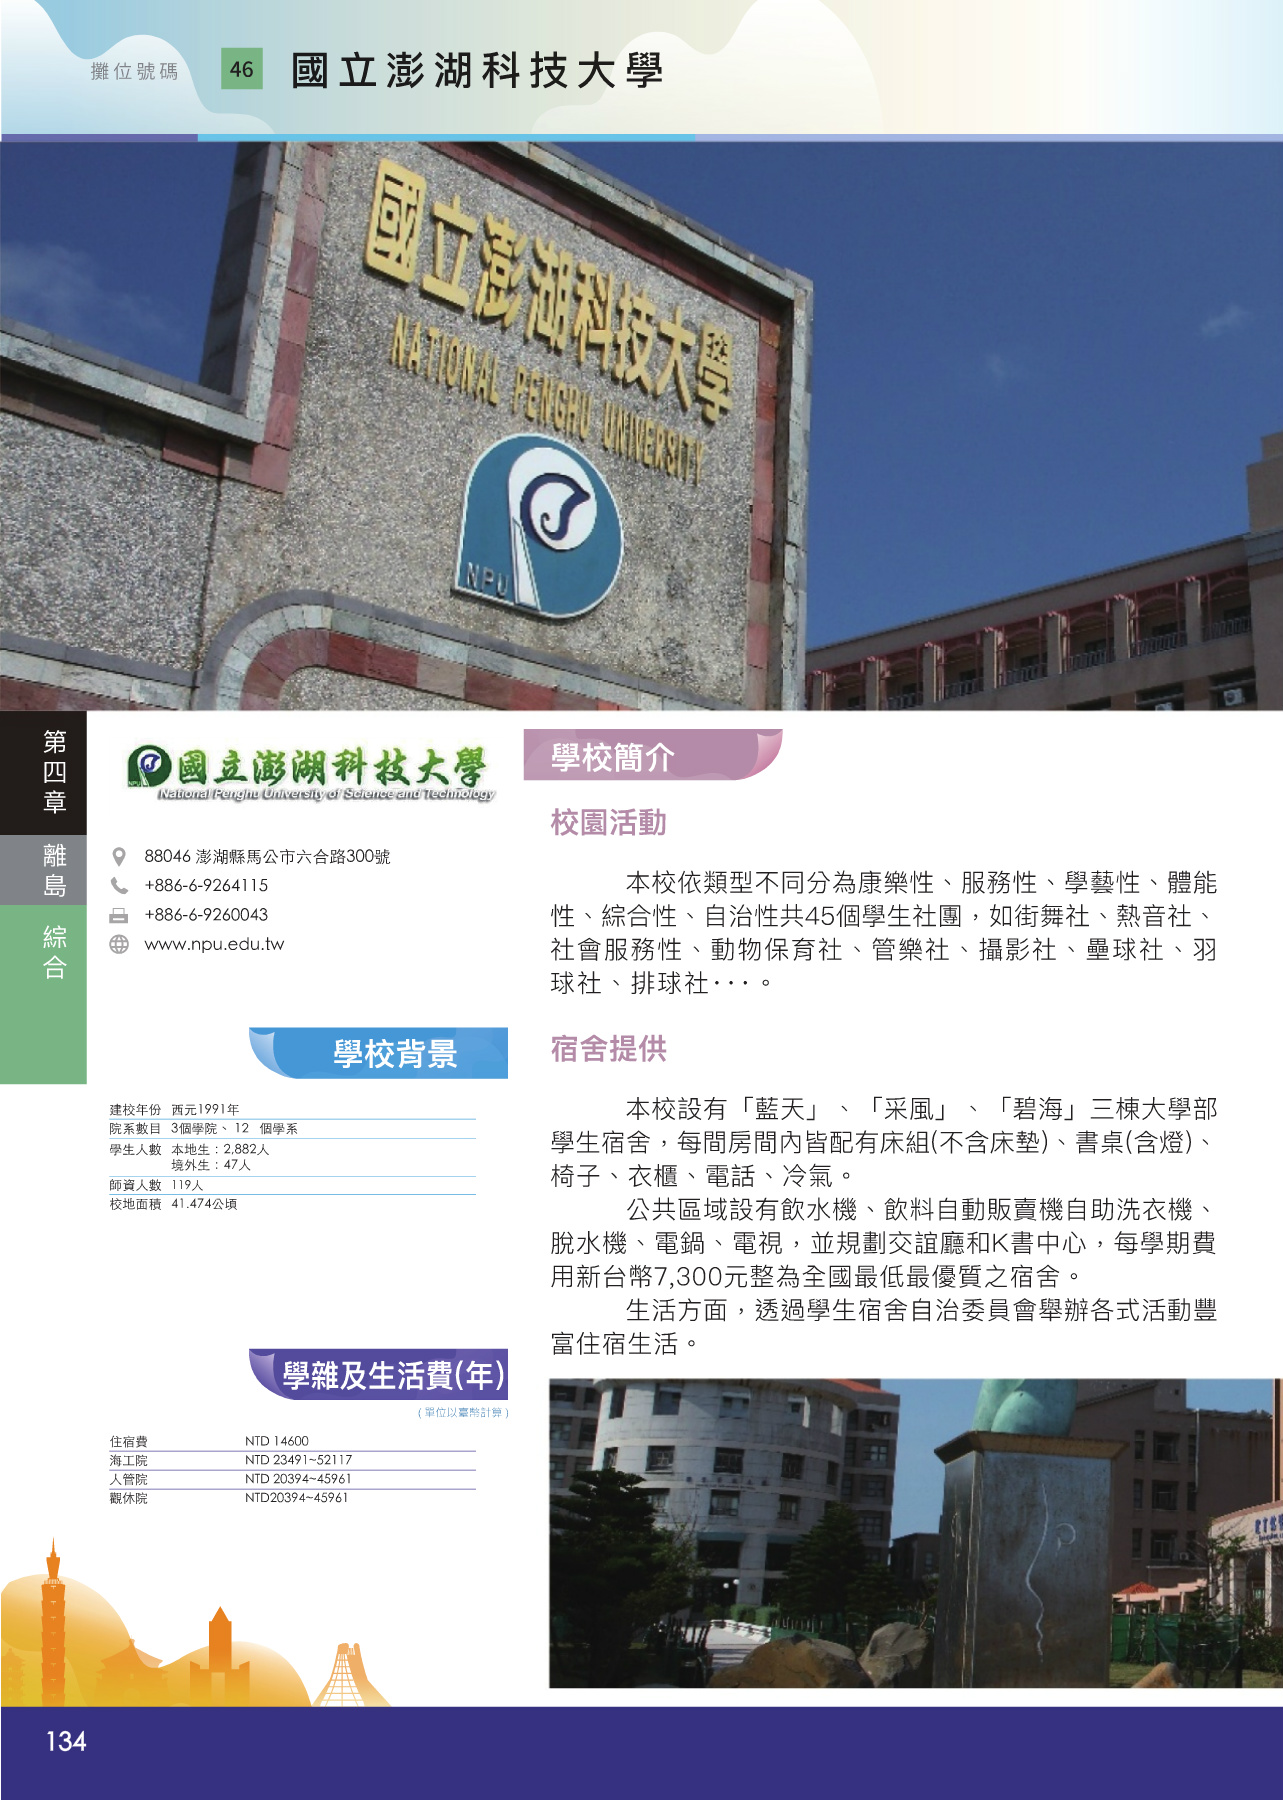 攤位號碼 46 國立澎湖科技大學
國立澎湖科技大學
NATIONAL PENGHU UNIVERSITY
NPU
第四章
離島
綜合
國立澎湖科技大學
National Penghu University of Science and Technology
88046 澎湖縣馬公市六合路300號
+886-6-9264115
+886-6-9260043
www.npu.edu.tw
學校背景
建校年份 西元1991年
院系數目 3個學院、 12 個學系
學生人數 本地生：2,882人
境外生：47人
師資人數 119人
校地面積 41.474公頃
學雜及生活費(年)
(單位以臺幣計算)
住宿費 NTD 14600
海工院 NTD 23491~52117
人管院 NTD 20394~45961
觀休院 NTD20394~45961
學校簡介
校園活動
本校依類型不同分為康樂性、服務性、學藝性、體能
性、綜合性、自治性共45個學生社團，如街舞社、熱音社、
社會服務性、動物保育社、管樂社、攝影社、壘球社、羽
球社、排球社･･･。
宿舍提供
本校設有「藍天」、「采風」、「碧海」三棟大學部
學生宿舍，每間房間內皆配有床組(不含床墊)、書桌(含燈)、
椅子、衣櫃、電話、冷氣。
公共區域設有飲水機、飲料自動販賣機自助洗衣機、
脫水機、電鍋、電視，並規劃交誼廳和K書中心，每學期費
用新台幣7,300元整為全國最低最優質之宿舍。
生活方面，透過學生宿舍自治委員會舉辦各式活動豐
富住宿生活。
134